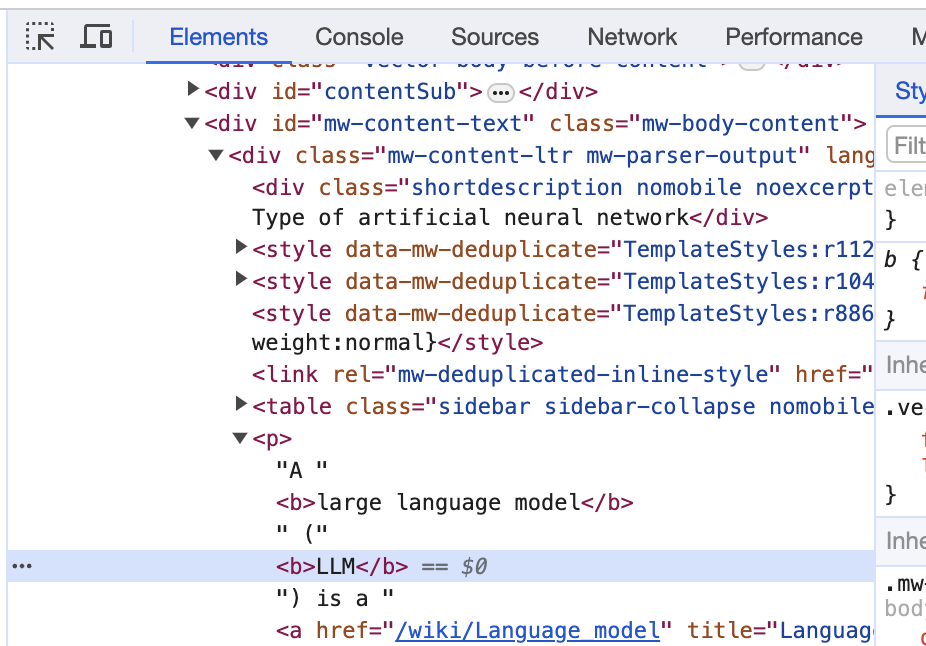 Elements Console Sources Network Performance
<div class="vector-body-before-content"> … </div>
<div id="contentSub"> … </div>
<div id="mw-content-text" class="mw-body-content">
<div class="mw-content-ltr mw-parser-output" lang
<div class="shortdescription nomobile noexcerpt
Type of artificial neural network</div>
<style data-mw-deduplicate="TemplateStyles:r112
<style data-mw-deduplicate="TemplateStyles:r104
<style data-mw-deduplicate="TemplateStyles:r886
weight:normal}</style>
<link rel="mw-deduplicated-inline-style" href="
<table class="sidebar sidebar-collapse nomobile
<p>
"A "
<b>large language model</b>
" ("
<b>LLM</b> == $0
") is a "
<a href="/wiki/Language_model" title="Languag
Sty
Filt
elem
}
b {
}
Inhe
.ve
}
Inhe
.mw-
body